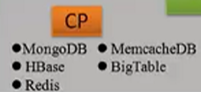 CP
●MongoDB ●MemcacheDB
●HBase ●BigTable
●Redis